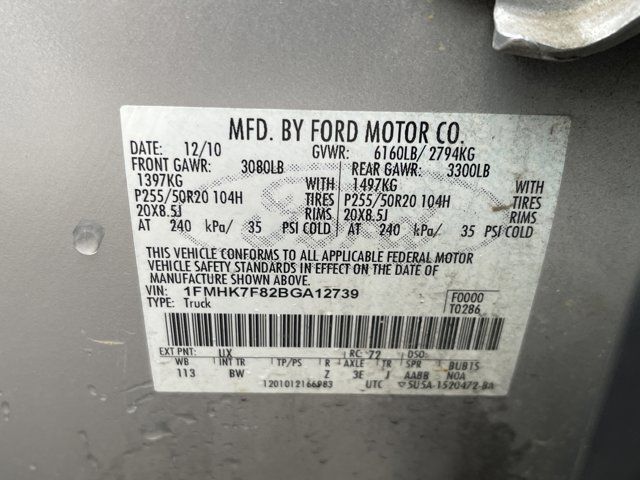 MFD. BY FORD MOTOR CO.
DATE: 12/10 GVWR: 6160LB/ 2794KG
FRONT GAWR: 3080LB REAR GAWR: 3300LB
1397KG WITH 1497KG WITH
P255/50R20 104H TIRES P255/50R20 104H TIRES
20X8.5J RIMS 20X8.5J RIMS
AT 240 kPa/ 35 PSI COLD AT 240 kPa/ 35 PSI COLD
THIS VEHICLE CONFORMS TO ALL APPLICABLE FEDERAL MOTOR
VEHICLE SAFETY STANDARDS IN EFFECT ON THE DATE OF
MANUFACTURE SHOWN ABOVE.
VIN: 1FMHK7F82BGA12739 F0000
TYPE: Truck T0286
EXT PNT: UX RC: 72 DSO:
WB INT TR TP/PS R AXLE TR SPR BUBTS
113 BW Z 3E J AABB NOA
1201012166983 UTC 5U5A-1520472-BA